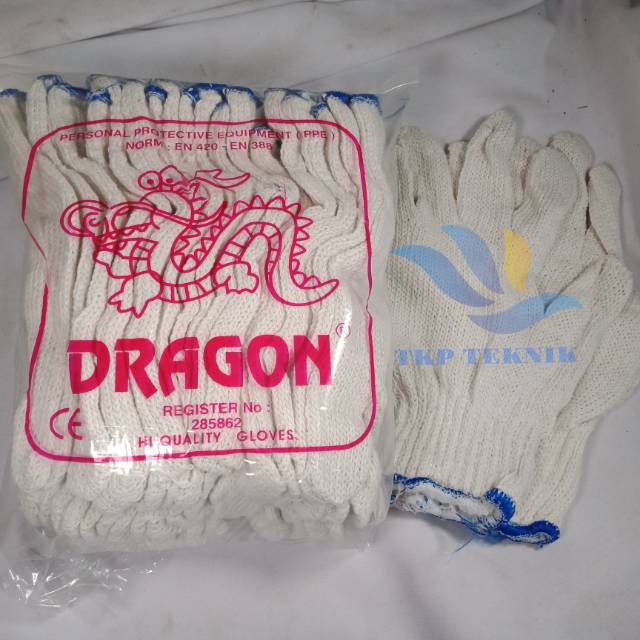 PERSONAL PROTECTIVE EQUIPMENT ( PPE )
NORM : EN 420 - EN 388
DRAGON®
REGISTER No :
285862
CE
HI QUALITY GLOVES
TKP TEKNIK